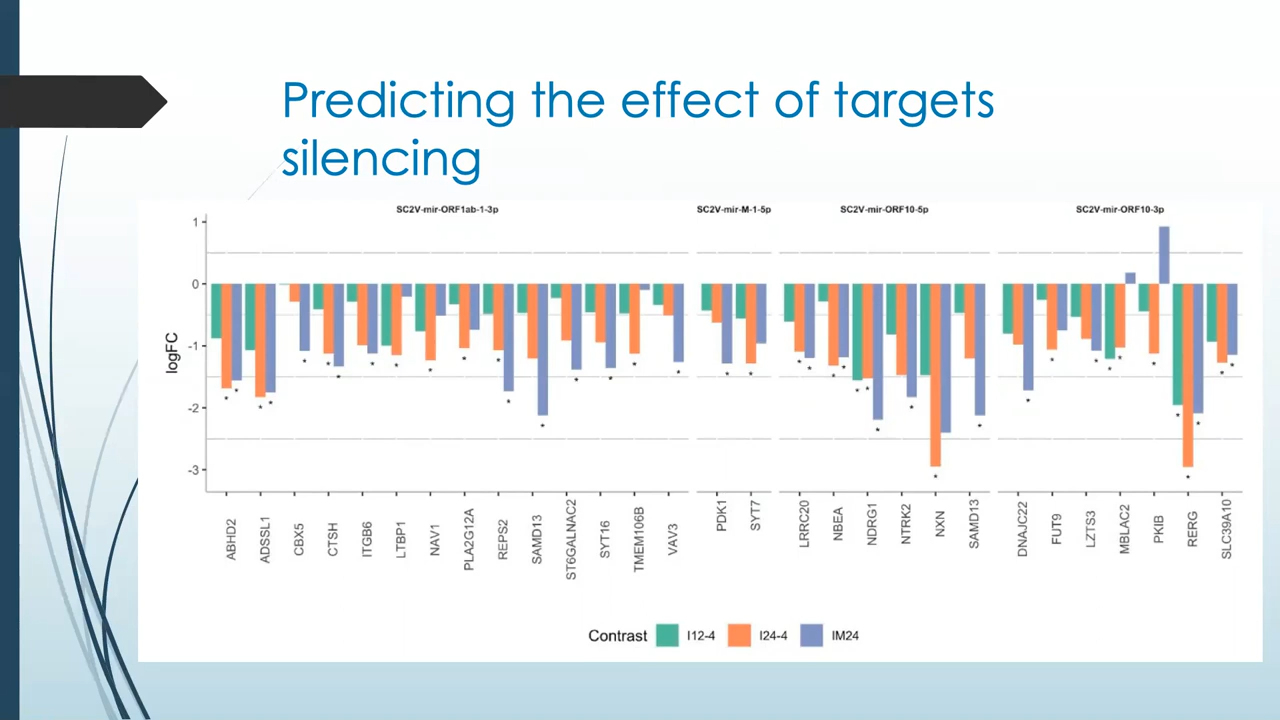 Predicting the effect of targets
silencing
SC2V-mir-ORF1ab-1-3p
SC2V-mir-M-1-5p
SC2V-mir-ORF10-5p
SC2V-mir-ORF10-3p
1
0
-1
-2
-3
logFC
ABHD2
ADSSL1
CBX5
CTSH
ITGB6
LTBP1
NAV1
PLA2G12A
REPS2
SAMD13
ST6GALNAC2
SYT16
TMEM106B
VAV3
PDK1
SYT7
LRRC20
NBEA
NDRG1
NTRK2
NXN
SAMD13
DNAJC22
FUT9
LZTS3
MBLAC2
PKIB
RERG
SLC39A10
Contrast I12-4 I24-4 IM24